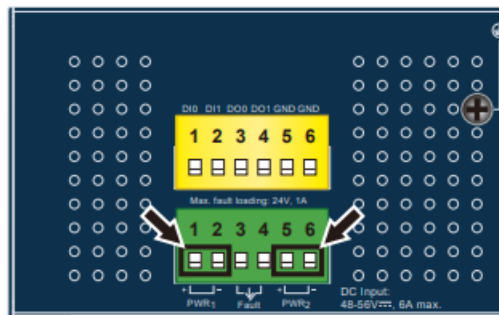 DI0 DI1 DO0 DO1 GND GND
1 2 3 4 5 6
Max. fault loading: 24V, 1A
1 2 3 4 5 6
+ − + −
PWR1 Fault PWR2
DC Input:
48-56V⎓, 6A max.